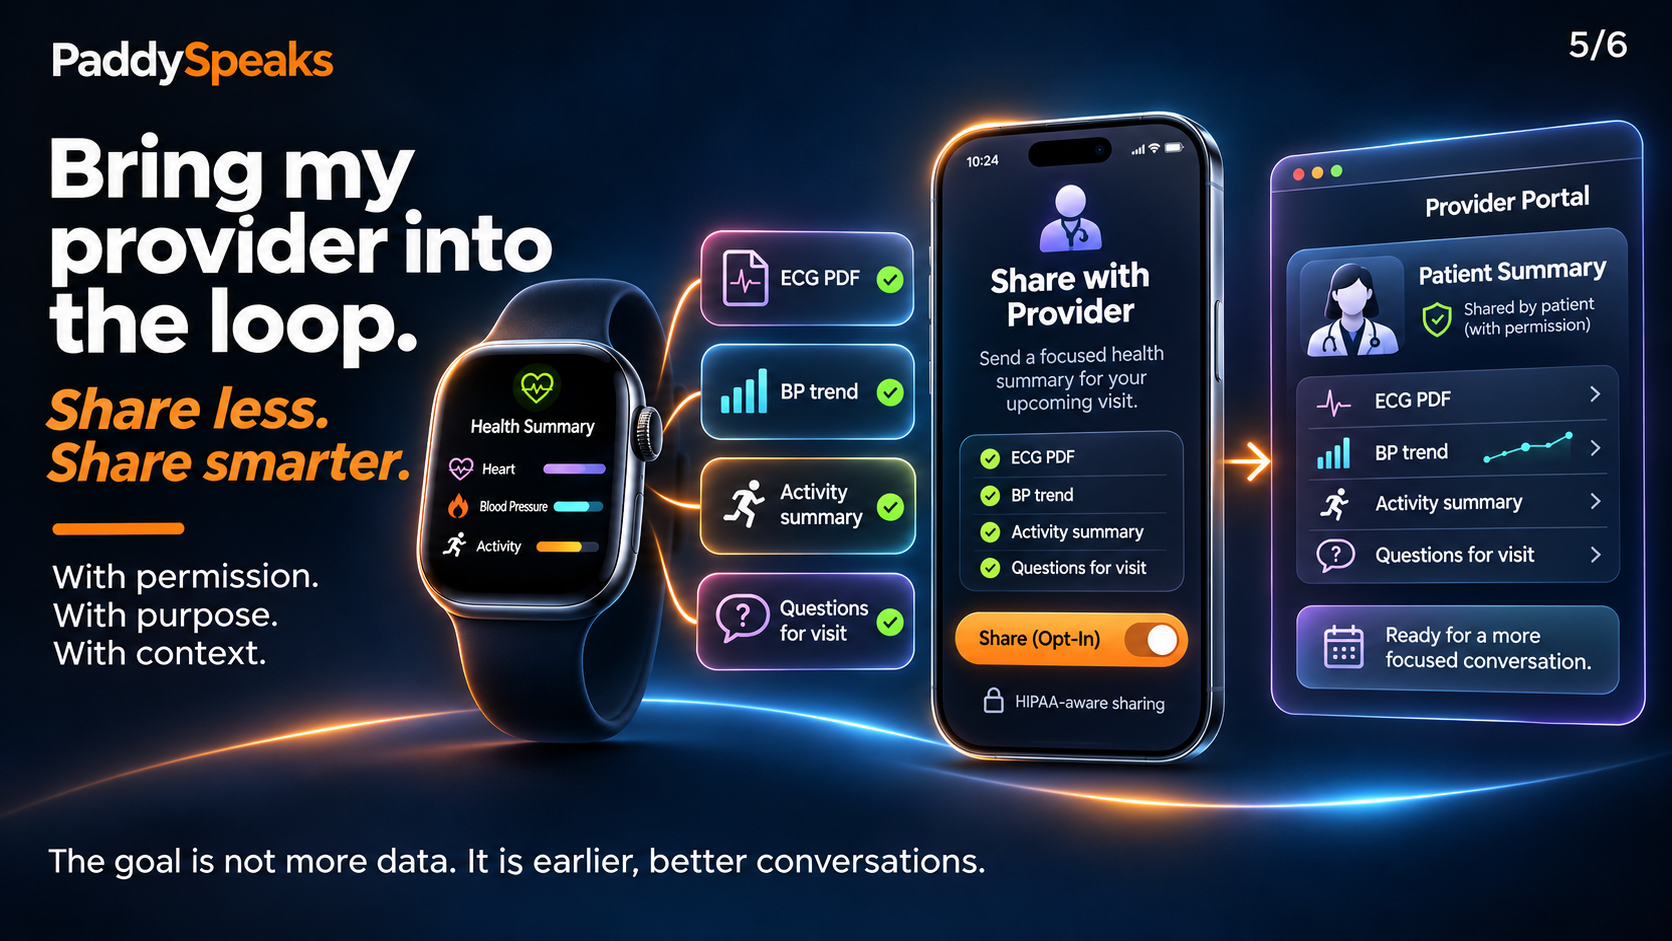 PaddySpeaks
5/6
Bring my
provider into
the loop.
Share less.
Share smarter.
With permission.
With purpose.
With context.
Health Summary
Heart
Blood Pressure
Activity
ECG PDF
BP trend
Activity
summary
Questions
for visit
10:24
Share with
Provider
Send a focused health
summary for your
upcoming visit.
ECG PDF
BP trend
Activity summary
Questions for visit
Share (Opt-In)
HIPAA-aware sharing
Provider Portal
Patient Summary
Shared by patient
(with permission)
ECG PDF
BP trend
Activity summary
Questions for visit
Ready for a more
focused conversation.
The goal is not more data. It is earlier, better conversations.